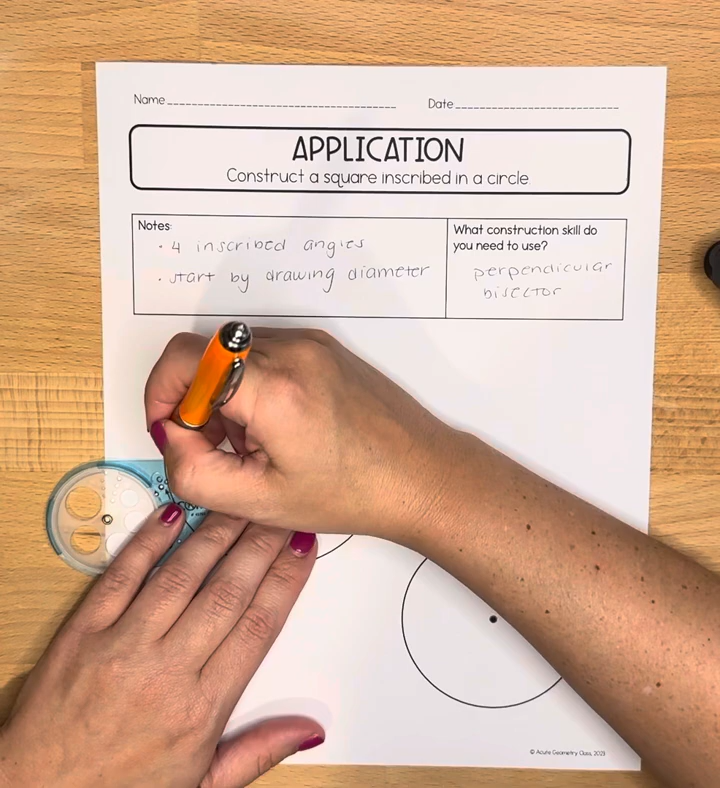 Name
Date
APPLICATION
Construct a square inscribed in a circle.
Notes:
• 4 inscribed angles
• start by drawing diameter
What construction skill do
you need to use?
perpendicular
bisector
© Acute Geometry Class, 2023